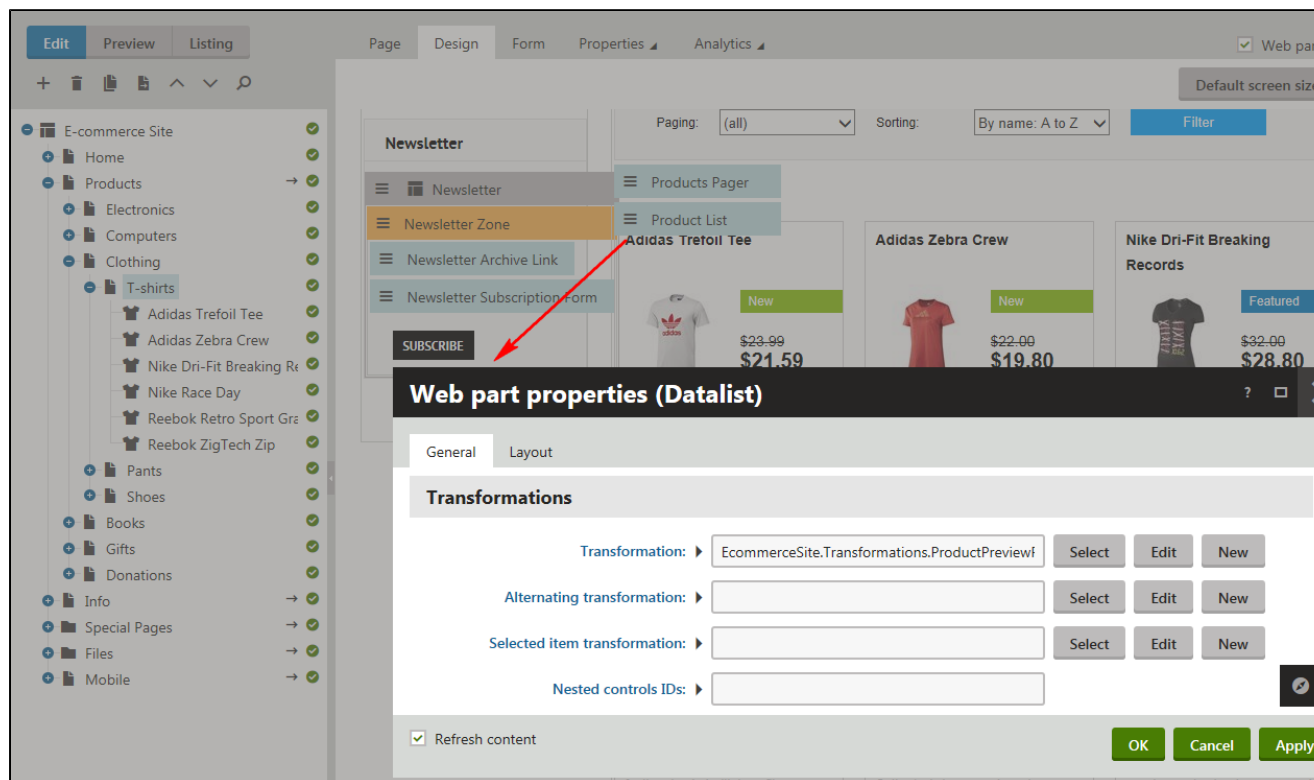 Edit Preview Listing
Page Design Form Properties Analytics
Web par
Default screen size
E-commerce Site
Home
Products
Electronics
Computers
Clothing
T-shirts
Adidas Trefoil Tee
Adidas Zebra Crew
Nike Dri-Fit Breaking Re
Nike Race Day
Reebok Retro Sport Gra
Reebok ZigTech Zip
Pants
Shoes
Books
Gifts
Donations
Info
Special Pages
Files
Mobile
Newsletter
Newsletter
Newsletter Zone
Newsletter Archive Link
Newsletter Subscription Form
SUBSCRIBE
Paging: (all) Sorting: By name: A to Z Filter
Products Pager
Product List
Adidas Trefoil Tee
New
adidas
$23.99
$21.59
Adidas Zebra Crew
New
$22.00
$19.80
Nike Dri-Fit Breaking
Records
Featured
$32.00
$28.80
Web part properties (Datalist) ?
General Layout
Transformations
Transformation: EcommerceSite.Transformations.ProductPreviewF Select Edit New
Alternating transformation: Select Edit New
Selected item transformation: Select Edit New
Nested controls IDs:
Refresh content
OK Cancel Apply